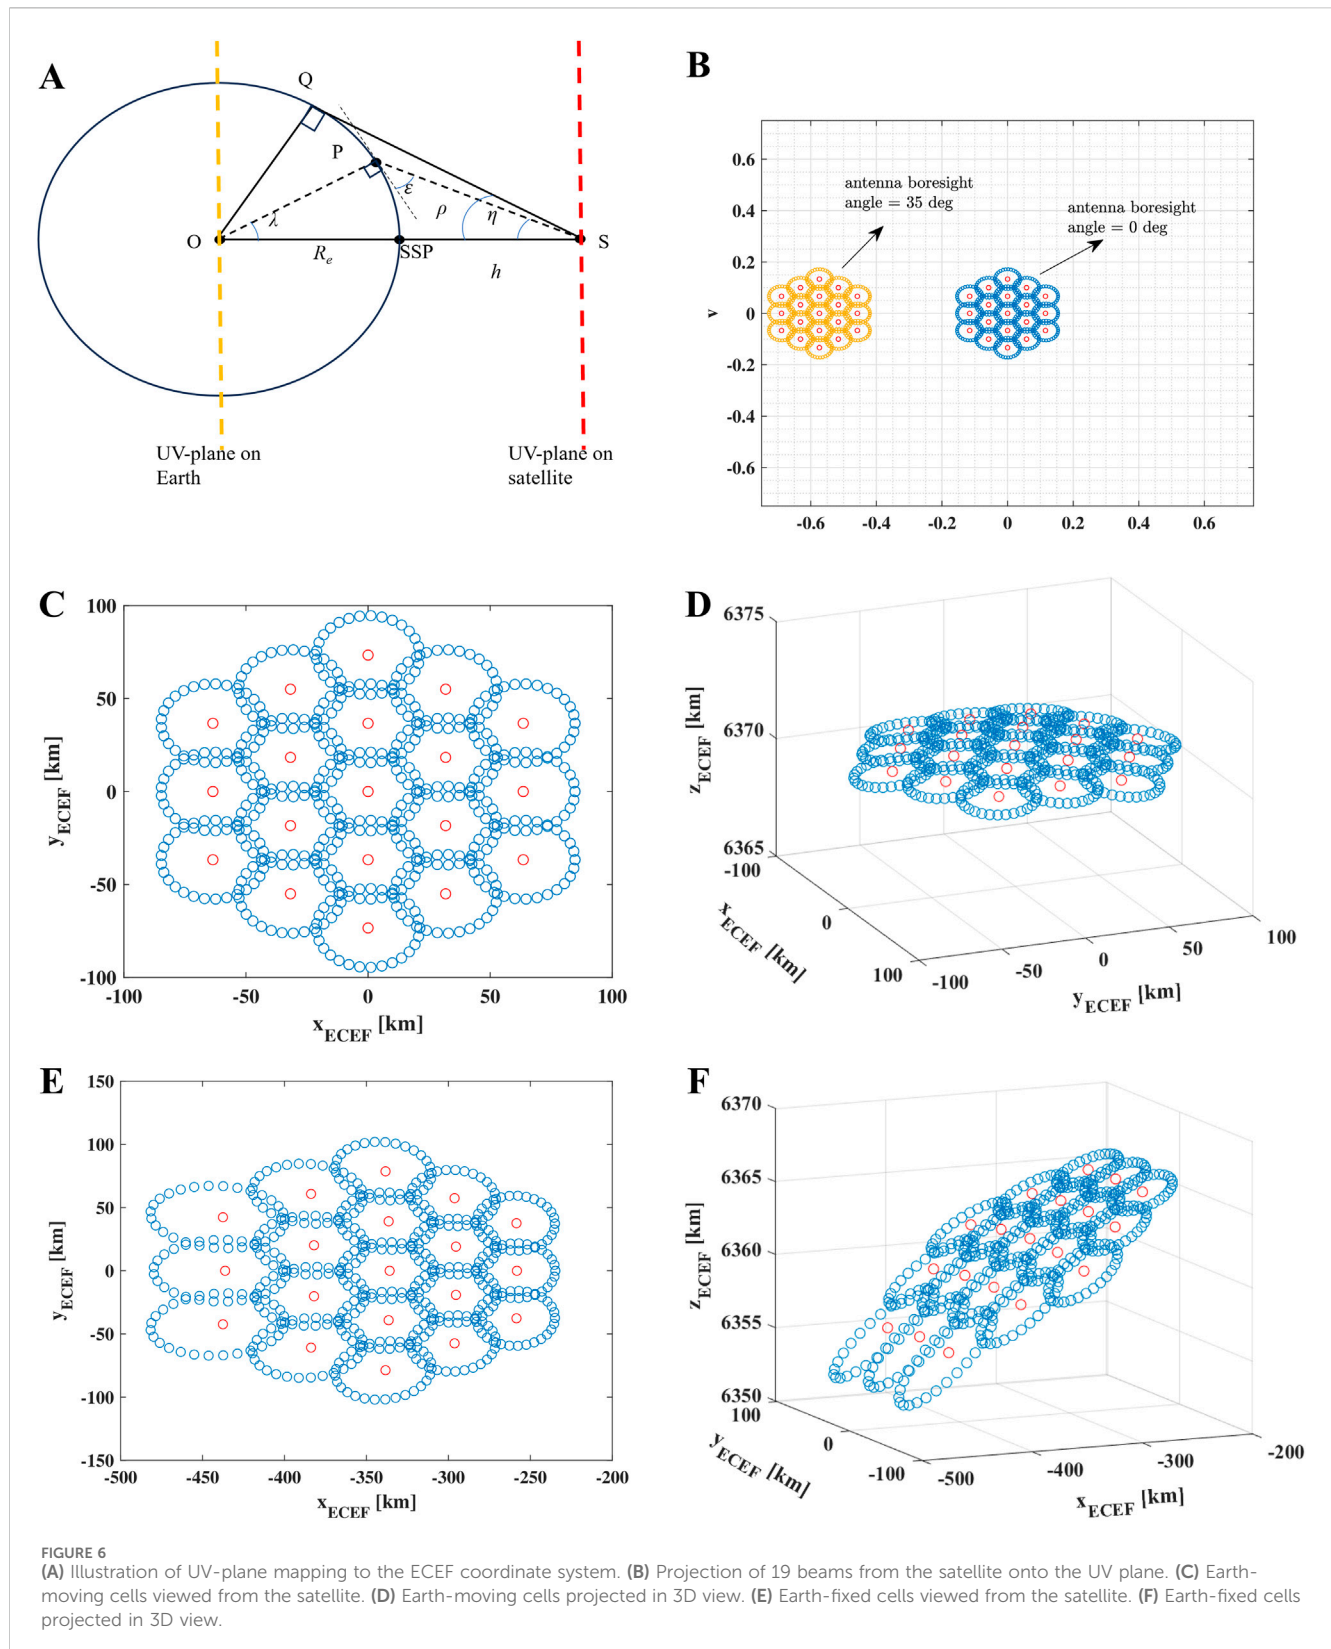 A
Q
P
ε
ρ
η
λ
O
SSP
S
R_e
h
UV-plane on
Earth
UV-plane on
satellite
B
antenna boresight
angle = 35 deg
antenna boresight
angle = 0 deg
0.6
0.4
0.2
0
-0.2
-0.4
-0.6
v
-0.6 -0.4 -0.2 0 0.2 0.4 0.6
C
100
50
0
-50
-100
y_ECEF [km]
-100 -50 0 50 100
x_ECEF [km]
D
6375
6370
6365
z_ECEF [km]
-100
0
100
x_ECEF [km]
-100 -50 0 50 100
y_ECEF [km]
E
150
100
50
0
-50
-100
-150
y_ECEF [km]
-500 -450 -400 -350 -300 -250 -200
x_ECEF [km]
F
6370
6365
6360
6355
6350
z_ECEF [km]
100
0
-100
y_ECEF [km]
-500 -400 -300 -200
x_ECEF [km]
FIGURE 6
(A) Illustration of UV-plane mapping to the ECEF coordinate system. (B) Projection of 19 beams from the satellite onto the UV plane. (C) Earth-
moving cells viewed from the satellite. (D) Earth-moving cells projected in 3D view. (E) Earth-fixed cells viewed from the satellite. (F) Earth-fixed cells
projected in 3D view.